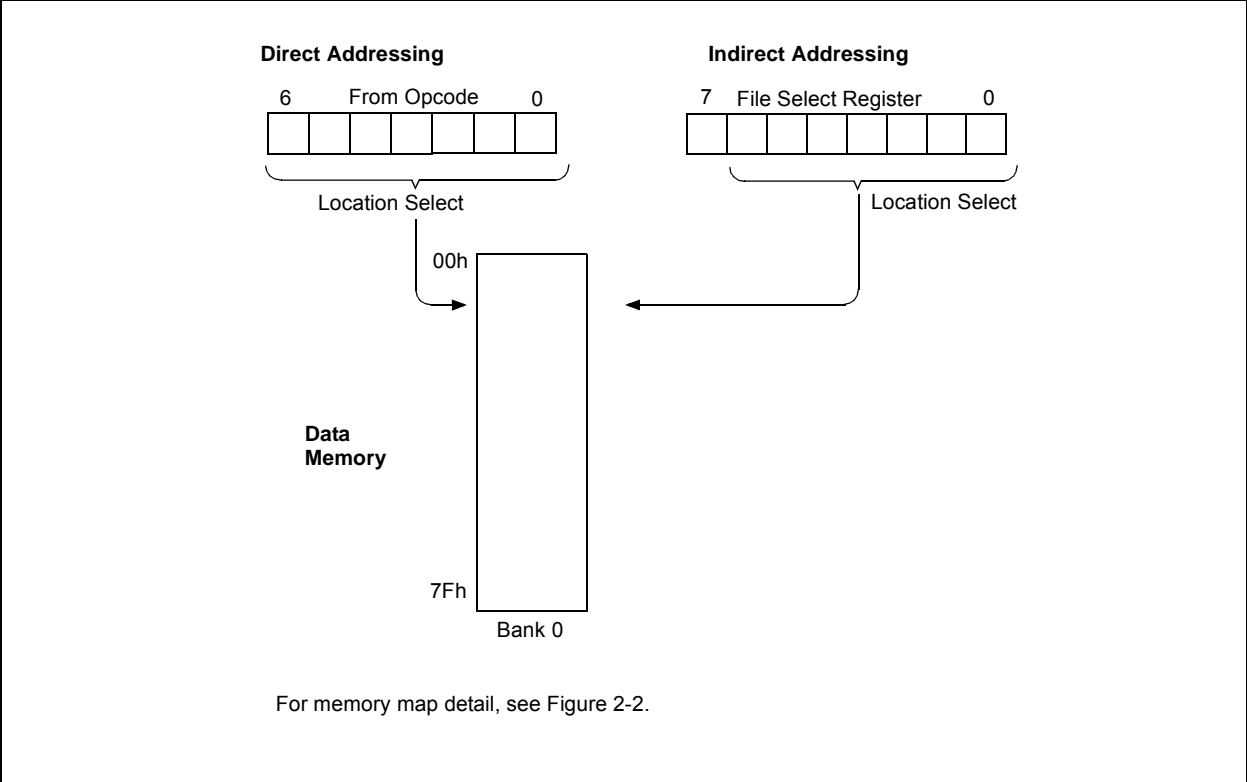 Direct Addressing
Indirect Addressing
6 From Opcode 0
7 File Select Register 0
Location Select
Location Select
00h
Data
Memory
7Fh
Bank 0
For memory map detail, see Figure 2-2.